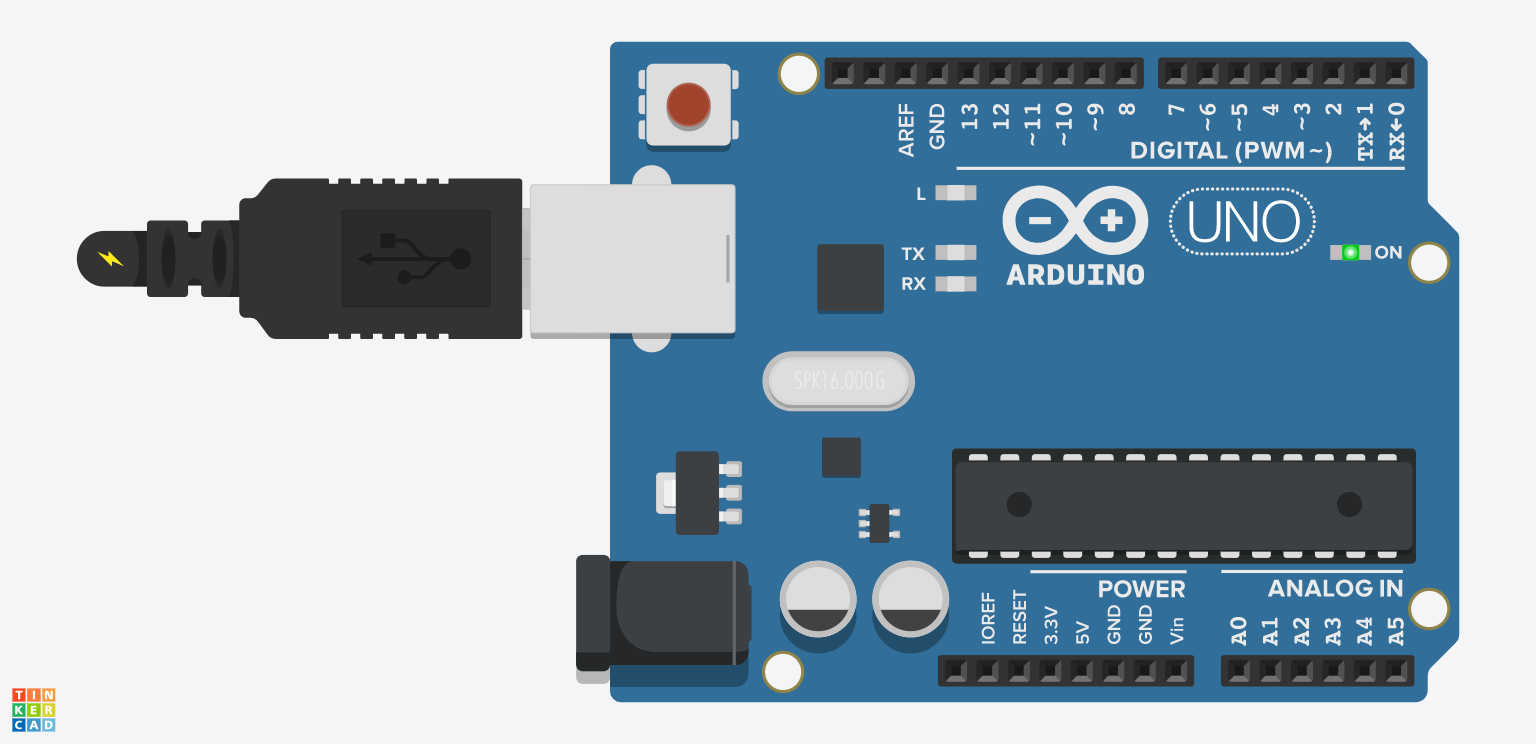 AREF
GND
13
12
~11
~10
~9
8
7
~6
~5
4
~3
2
TX→1
RX←0
DIGITAL (PWM~)
L
TX
RX
ARDUINO
UNO
ON
SPK16.000G
POWER
ANALOG IN
IOREF
RESET
3.3V
5V
GND
GND
Vin
A0
A1
A2
A3
A4
A5
TIN
KER
CAD